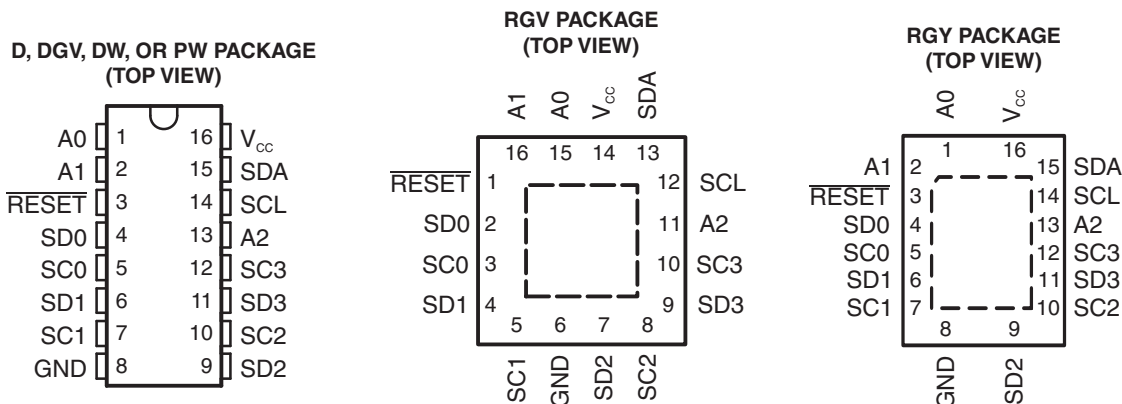 D, DGV, DW, OR PW PACKAGE
(TOP VIEW)
A0 1 16 Vcc
A1 2 15 SDA
RESET 3 14 SCL
SD0 4 13 A2
SC0 5 12 SC3
SD1 6 11 SD3
SC1 7 10 SC2
GND 8 9 SD2
RGV PACKAGE
(TOP VIEW)
A1 A0 Vcc SDA
16 15 14 13
RESET 1 12 SCL
SD0 2 11 A2
SC0 3 10 SC3
SD1 4 9 SD3
5 6 7 8
SC1 GND SD2 SC2
RGY PACKAGE
(TOP VIEW)
A0 Vcc
1 16
A1 2 15 SDA
RESET 3 14 SCL
SD0 4 13 A2
SC0 5 12 SC3
SD1 6 11 SD3
SC1 7 10 SC2
8 9
GND SD2